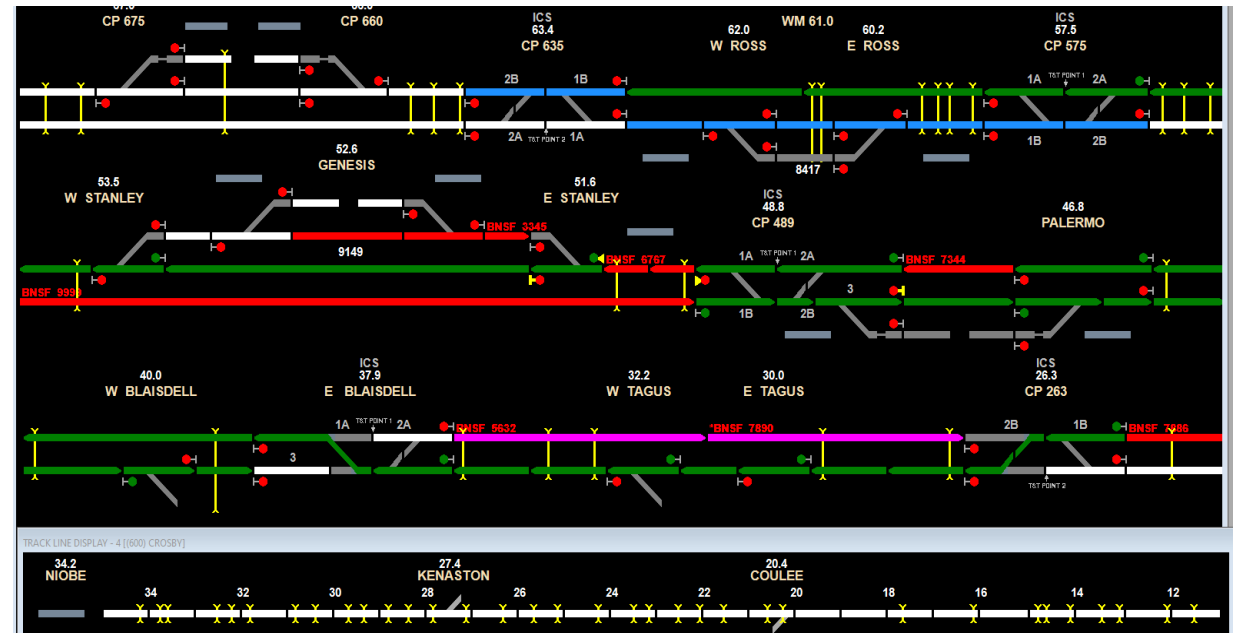 CP 675
CP 660
ICS
63.4
CP 635
62.0
W ROSS
WM 61.0
60.2
E ROSS
ICS
57.5
CP 575
2B
1B
1A
T&T POINT 1
2A
2A
T&T POINT 2
1A
1B
2B
8417
52.6
GENESIS
53.5
W STANLEY
51.6
E STANLEY
ICS
48.8
CP 489
46.8
PALERMO
BNSF 3345
9149
BNSF 6767
1A
T&T POINT 1
2A
BNSF 7344
BNSF 9999
3
1B
2B
40.0
W BLAISDELL
ICS
37.9
E BLAISDELL
32.2
W TAGUS
30.0
E TAGUS
ICS
26.3
CP 263
1A
T&T POINT 1
2A
BNSF 5632
*BNSF 7890
2B
1B
BNSF 7886
3
T&T POINT 2
TRACK LINE DISPLAY - 4 [(600) CROSBY]
34.2
NIOBE
27.4
KENASTON
20.4
COULEE
34
32
30
28
26
24
22
20
18
16
14
12